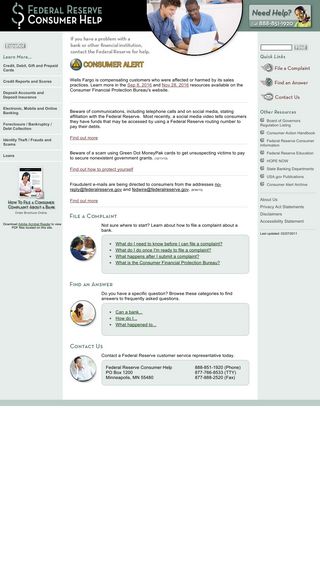 Federal Reserve
Consumer Help
Need Help?
Call 888-851-1920
If you have a problem with a
bank or other financial institution,
contact the Federal Reserve for help.
Español
Learn More...
Credit, Debit, Gift and Prepaid
Cards
Credit Reports and Scores
Deposit Accounts and
Deposit Insurance
Electronic, Mobile and Online
Banking
Foreclosure / Bankruptcy /
Debt Collection
Identity Theft / Frauds and
Scams
Loans
How To File a Consumer
Complaint About a Bank
Order Brochure Online
Download Adobe Acrobat Reader to view
PDF files located on this site.
CONSUMER ALERT
Wells Fargo is compensating customers who were affected or harmed by its sales
practices. Learn more in the Sep 8, 2016 and Nov 28, 2016 resources available on the
Consumer Financial Protection Bureau's website.
Beware of communications, including telephone calls and on social media, stating
affiliation with the Federal Reserve. Most recently, a social media video tells consumers
they have funds that may be accessed by using a Federal Reserve routing number to
pay their debts.
Find out more
Beware of a scam using Green Dot MoneyPak cards to get unsuspecting victims to pay
to secure nonexistent government grants.
Find out how to protect yourself
Fraudulent e-mails are being directed to consumers from the addresses no-
reply@federalreserve.gov and fedwire@federalreserve.gov.
Find out more
File a Complaint
Not sure where to start? Learn about how to file a complaint about a
bank.
What do I need to know before I can file a complaint?
What do I do once I'm ready to file a complaint?
What happens after I submit a complaint?
What is the Consumer Financial Protection Bureau?
Find an Answer
Do you have a specific question? Browse these categories to find
answers to frequently asked questions.
Can a bank...
How do I...
What happened to...
Contact Us
Contact a Federal Reserve customer service representative today.
Federal Reserve Consumer Help 888-851-1920 (Phone)
PO Box 1200 877-766-8533 (TTY)
Minneapolis, MN 55480 877-888-2520 (Fax)
Find
Quick Links
File a Complaint
Find an Answer
Contact Us
Other Resources
Board of Governors
Regulation Listing
Consumer Action Handbook
Federal Reserve Consumer
Information
Federal Reserve Education
HOPE NOW
State Banking Departments
USA.gov Publications
Consumer Alert Archive
About Us
Privacy Act Statements
Disclaimers
Accessibility Statement
Last updated: 03/27/2011